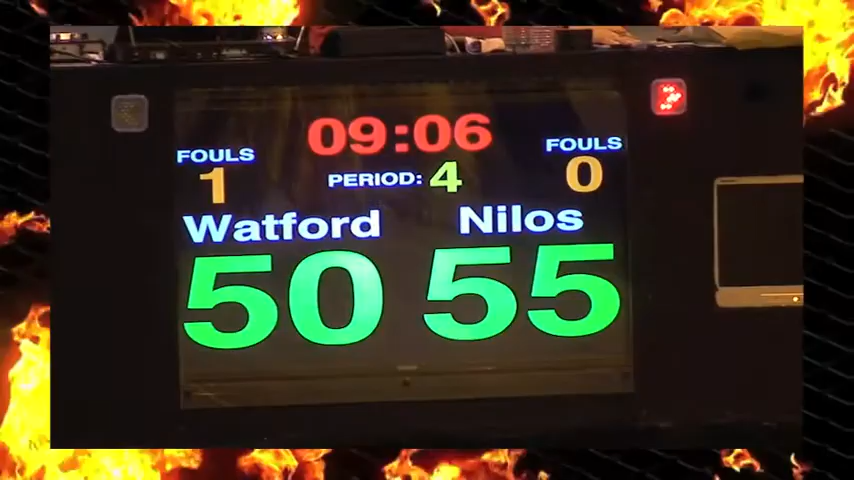 09:06
FOULS FOULS
1 PERIOD: 4 0
Watford Nilos
50 55